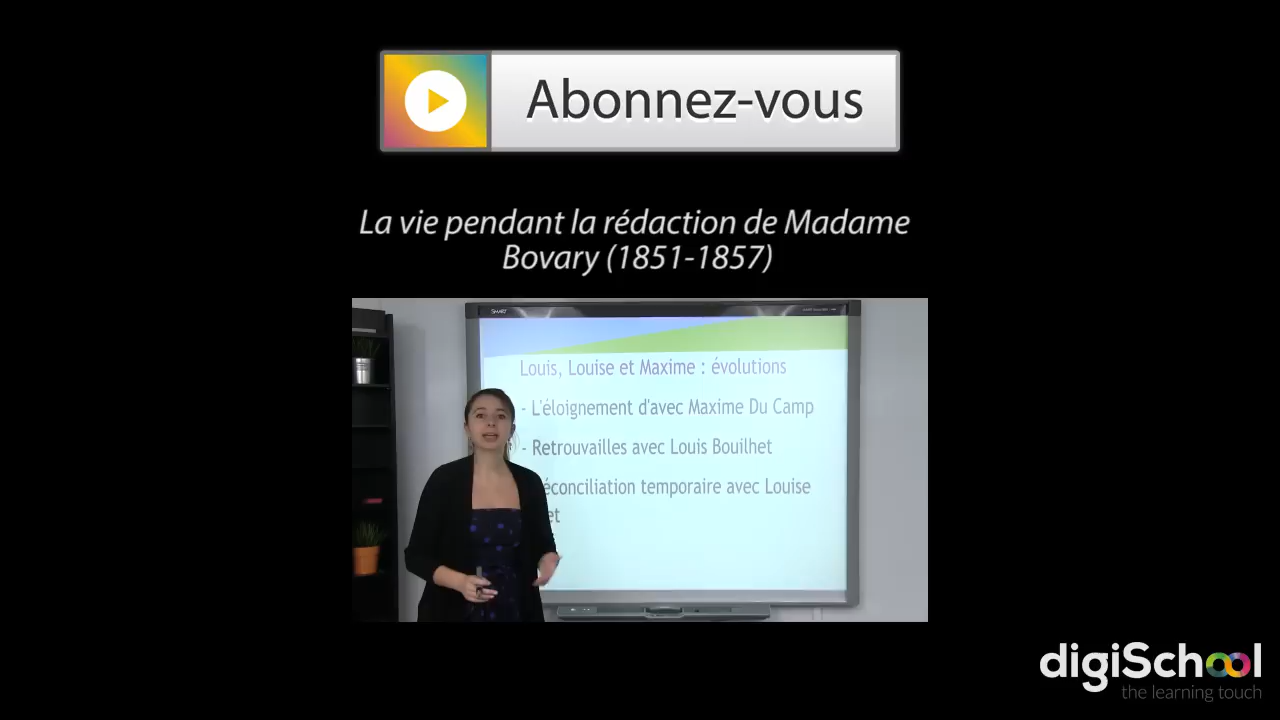 Abonnez-vous
La vie pendant la rédaction de Madame
Bovary (1851-1857)
SMART
Louis, Louise et Maxime : évolutions
- L'éloignement d'avec Maxime Du Camp
- Retrouvailles avec Louis Bouilhet
éconciliation temporaire avec Louise
et
digiSchool
the learning touch